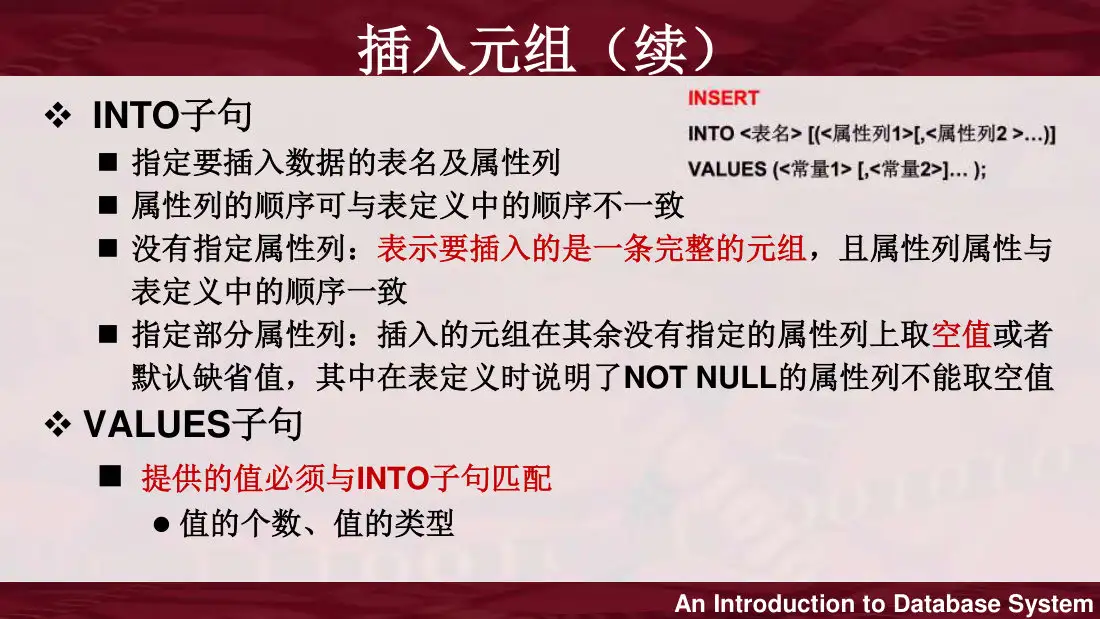 插入元组（续）
❖ INTO子句
INSERT
INTO <表名> [(<属性列1>[,<属性列2 >…)]
VALUES (<常量1> [,<常量2>]… );
■ 指定要插入数据的表名及属性列
■ 属性列的顺序可与表定义中的顺序不一致
■ 没有指定属性列：表示要插入的是一条完整的元组，且属性列属性与
表定义中的顺序一致
■ 指定部分属性列：插入的元组在其余没有指定的属性列上取空值或者
默认缺省值，其中在表定义时说明了NOT NULL的属性列不能取空值
❖ VALUES子句
■ 提供的值必须与INTO子句匹配
● 值的个数、值的类型
An Introduction to Database System